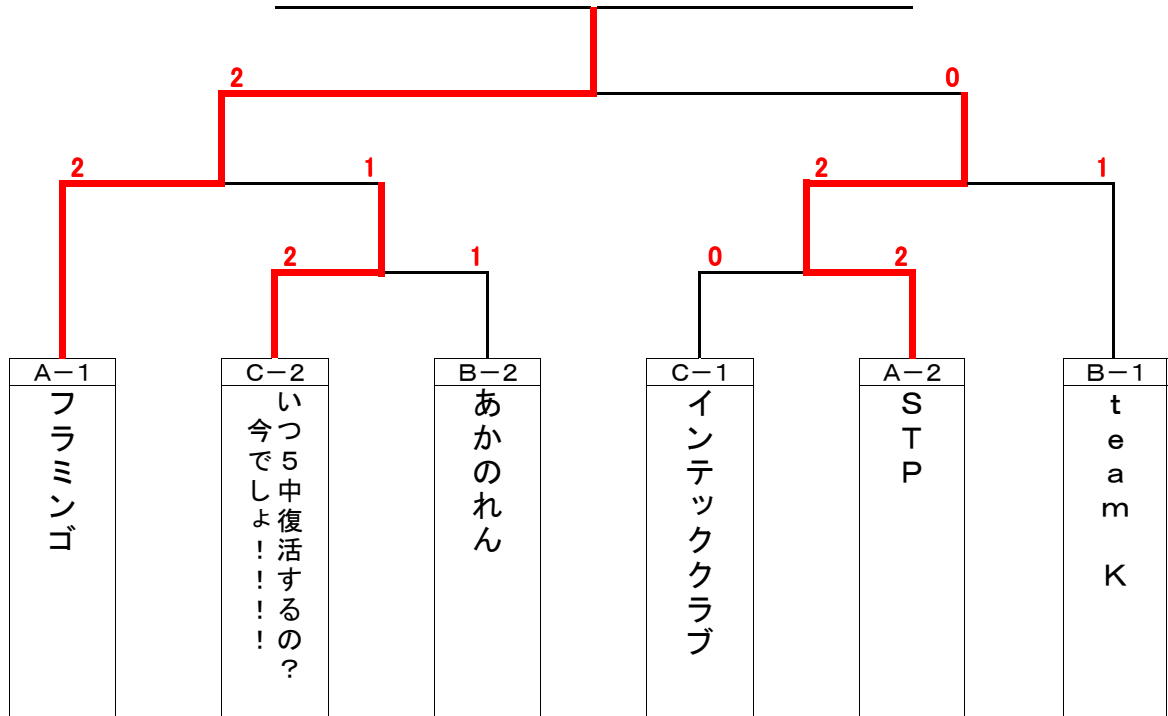 2
0
2
1
2
1
2
1
0
2
A－1
C－2
B－2
C－1
A－2
B－1
フラミンゴ
いつ５中復活するの？
今でしょ！！！！
あかのれん
インテッククラブ
STP
team K